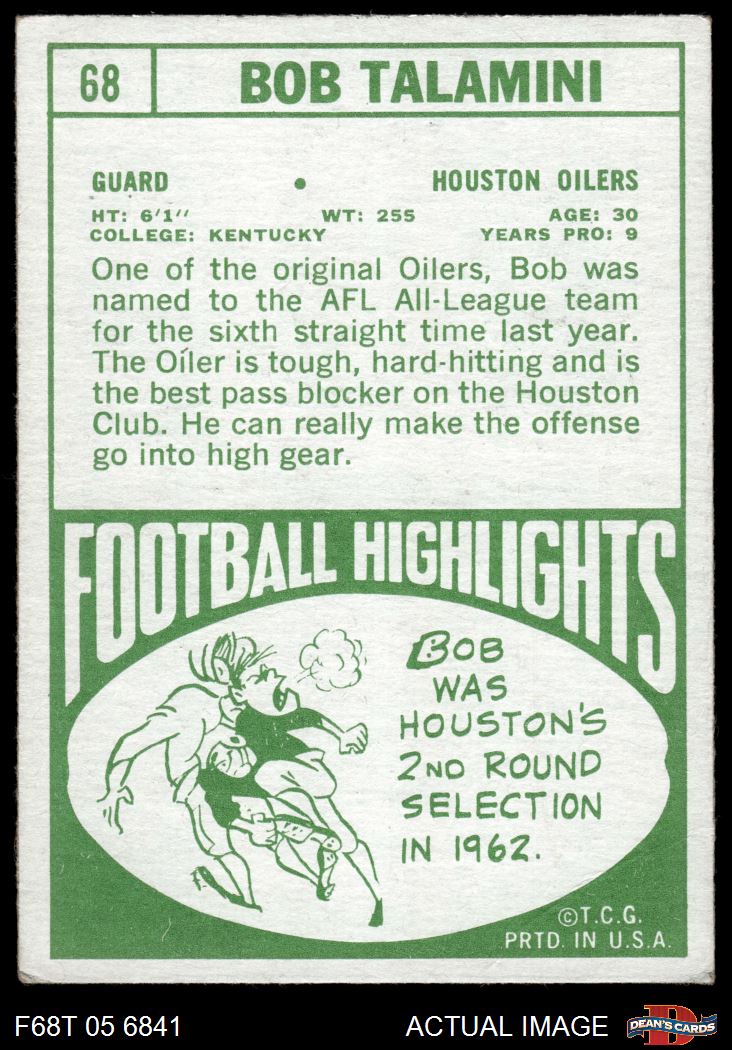 68 BOB TALAMINI
GUARD • HOUSTON OILERS
HT: 6'1" WT: 255 AGE: 30
COLLEGE: KENTUCKY YEARS PRO: 9
One of the original Oilers, Bob was
named to the AFL All-League team
for the sixth straight time last year.
The Oiler is tough, hard-hitting and is
the best pass blocker on the Houston
Club. He can really make the offense
go into high gear.
FOOTBALL HIGHLIGHTS
BOB
WAS
HOUSTON'S
2ND ROUND
SELECTION
IN 1962.
©T.C.G.
PRTD. IN U.S.A.
F68T 05 6841 ACTUAL IMAGE D DEAN'S CARDS